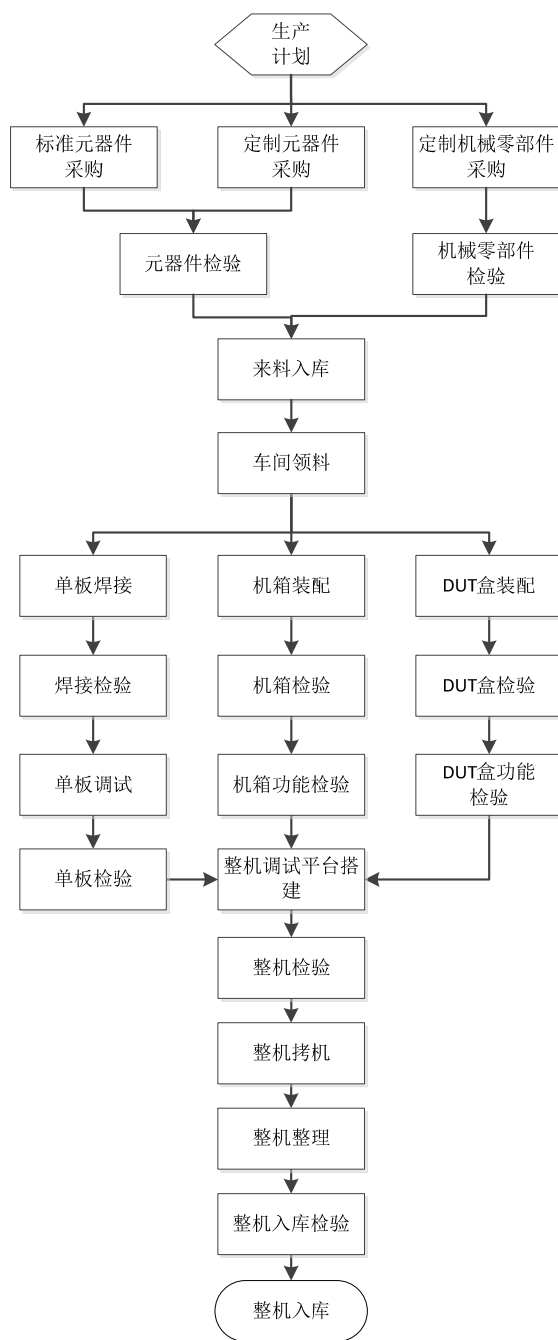 生产
计划
标准元器件
采购
定制元器件
采购
定制机械零部件
采购
元器件检验
机械零部件
检验
来料入库
车间领料
单板焊接
机箱装配
DUT盒装配
焊接检验
机箱检验
DUT盒检验
单板调试
机箱功能检验
DUT盒功能
检验
单板检验
整机调试平台搭
建
整机检验
整机拷机
整机整理
整机入库检验
整机入库